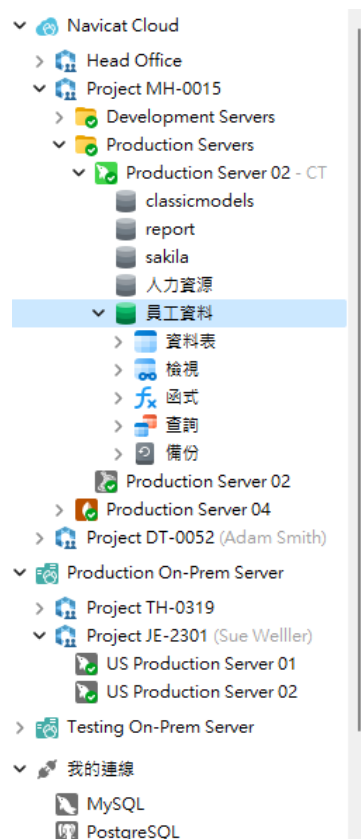 Navicat Cloud
Head Office
Project MH-0015
Development Servers
Production Servers
Production Server 02 - CT
classicmodels
report
sakila
人力資源
員工資料
資料表
檢視
函式
查詢
備份
Production Server 02
Production Server 04
Project DT-0052 (Adam Smith)
Production On-Prem Server
Project TH-0319
Project JE-2301 (Sue Welller)
US Production Server 01
US Production Server 02
Testing On-Prem Server
我的連線
MySQL
PostgreSQL